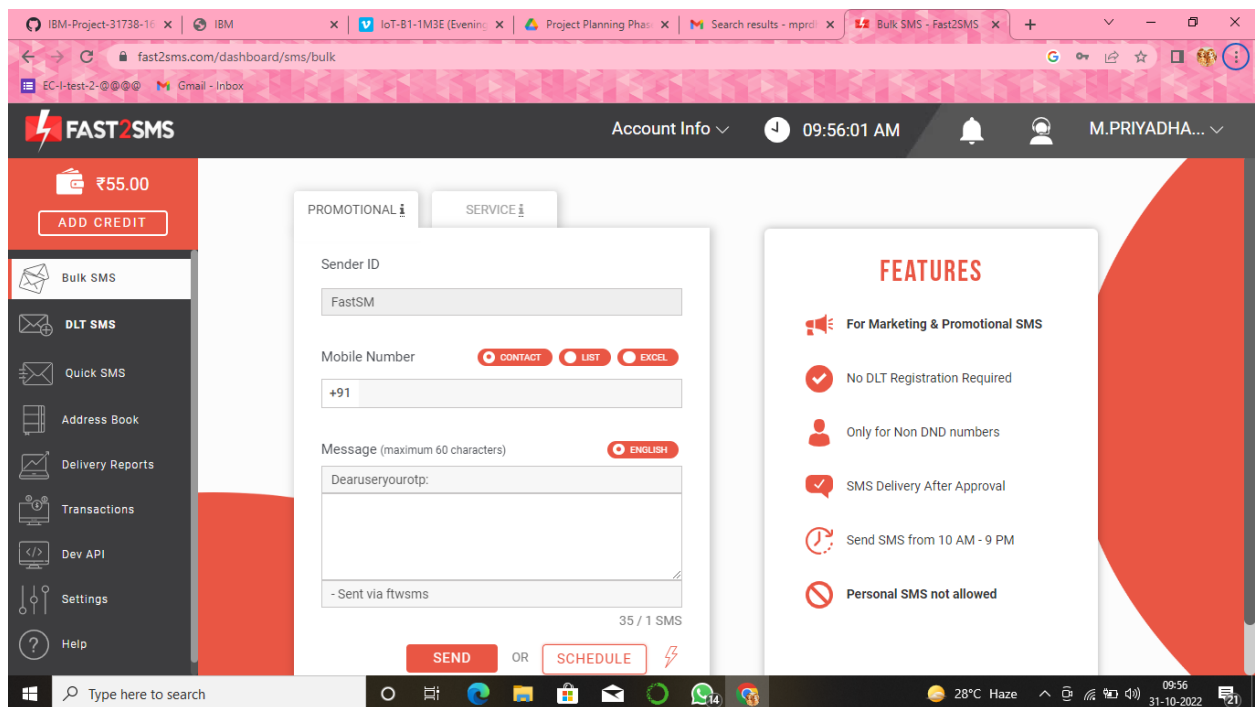 IBM-Project-31738-16
IBM
IoT-B1-1M3E (Evening
Project Planning Phas
Search results - mprd
Bulk SMS - Fast2SMS
fast2sms.com/dashboard/sms/bulk
EC-I-test-2-@@@@
Gmail - Inbox
FAST2SMS
Account Info
09:56:01 AM
M.PRIYADHA...
₹55.00
ADD CREDIT
Bulk SMS
DLT SMS
Quick SMS
Address Book
Delivery Reports
Transactions
Dev API
Settings
Help
PROMOTIONAL i
SERVICE i
Sender ID
FastSM
Mobile Number
CONTACT
LIST
EXCEL
+91
Message (maximum 60 characters)
ENGLISH
Dearuseryourotp:
- Sent via ftwsms
35 / 1 SMS
SEND
OR
SCHEDULE
FEATURES
For Marketing & Promotional SMS
No DLT Registration Required
Only for Non DND numbers
SMS Delivery After Approval
Send SMS from 10 AM - 9 PM
Personal SMS not allowed
Type here to search
14
28°C Haze
09:56
31-10-2022
21